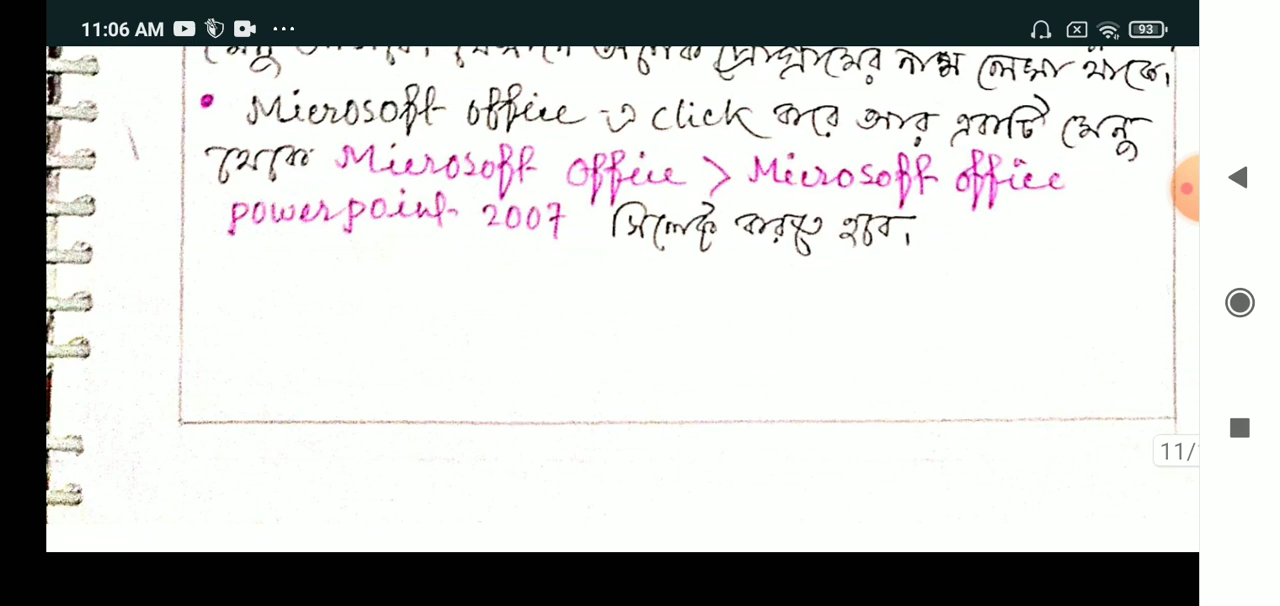 11:06 AM
93
অনেক প্রোগ্রামের নাম লেখা থাকে।
• Microsoft office এ click করে আর একটি মেনু
থেকে Microsoft office > Microsoft office
powerpoint 2007 সিলেক্ট করতে হবে।
11/